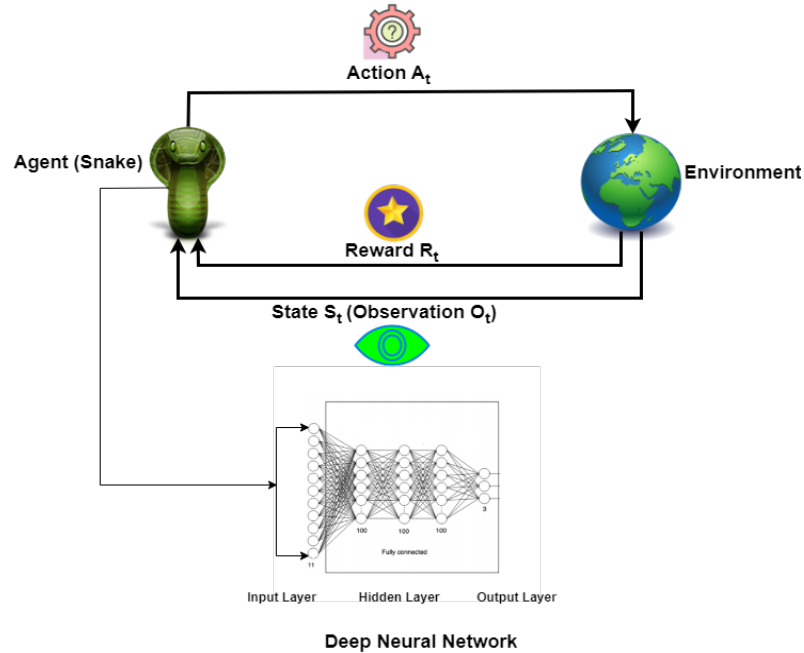 ?
Action At
Agent (Snake)
Environment
Reward Rt
State St (Observation Ot)
100
100
100
3
Fully connected
11
Input Layer
Hidden Layer
Output Layer
Deep Neural Network